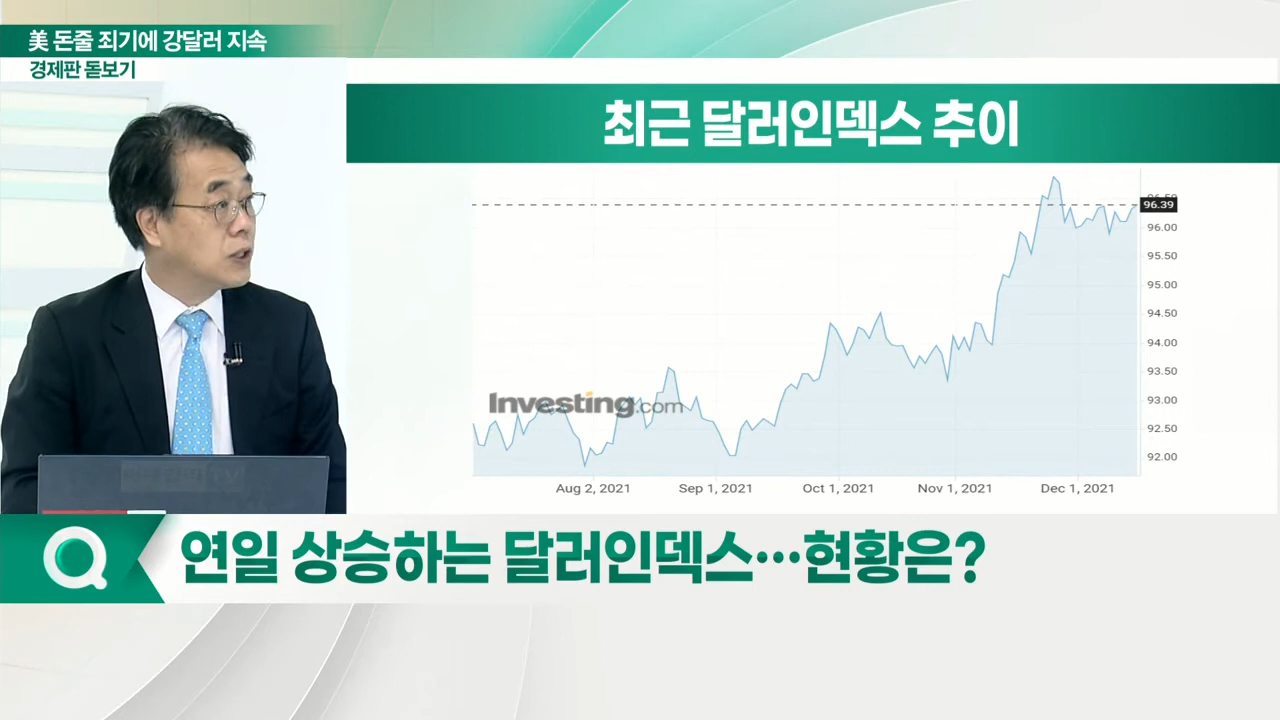 美 돈줄 죄기에 강달러 지속
경제판 돋보기
최근 달러인덱스 추이
96.39
96.00
95.50
95.00
94.50
94.00
93.50
93.00
92.50
92.00
Investing.com
Aug 2, 2021 Sep 1, 2021 Oct 1, 2021 Nov 1, 2021 Dec 1, 2021
Q 연일 상승하는 달러인덱스…현황은?